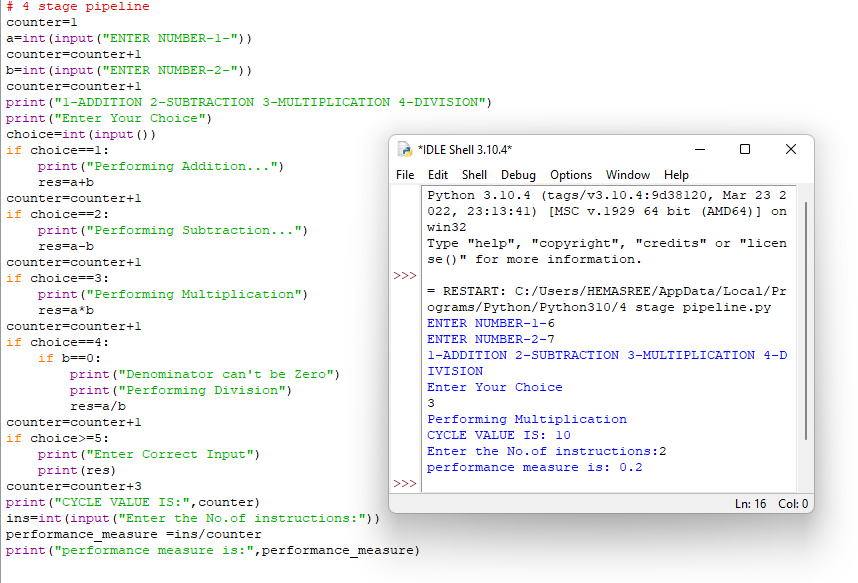 # 4 stage pipeline
counter=1
a=int(input("ENTER NUMBER-1-"))
counter=counter+1
b=int(input("ENTER NUMBER-2-"))
counter=counter+1
print("1-ADDITION 2-SUBTRACTION 3-MULTIPLICATION 4-DIVISION")
print("Enter Your Choice")
choice=int(input())
if choice==1:
    print("Performing Addition...")
    res=a+b
counter=counter+1
if choice==2:
    print("Performing Subtraction...")
    res=a-b
counter=counter+1
if choice==3:
    print("Performing Multiplication")
    res=a*b
counter=counter+1
if choice==4:
    if b==0:
        print("Denominator can't be Zero")
        print("Performing Division")
        res=a/b
counter=counter+1
if choice>=5:
    print("Enter Correct Input")
    print(res)
counter=counter+3
print("CYCLE VALUE IS:",counter)
ins=int(input("Enter the No.of instructions:"))
performance_measure =ins/counter
print("performance measure is:",performance_measure)
*IDLE Shell 3.10.4*
File Edit Shell Debug Options Window Help
Python 3.10.4 (tags/v3.10.4:9d38120, Mar 23 2
022, 23:13:41) [MSC v.1929 64 bit (AMD64)] on
win32
Type "help", "copyright", "credits" or "licen
se()" for more information.
>>>
= RESTART: C:/Users/HEMASREE/AppData/Local/Pr
ograms/Python/Python310/4 stage pipeline.py
ENTER NUMBER-1-6
ENTER NUMBER-2-7
1-ADDITION 2-SUBTRACTION 3-MULTIPLICATION 4-D
IVISION
Enter Your Choice
3
Performing Multiplication
CYCLE VALUE IS: 10
Enter the No.of instructions:2
performance measure is: 0.2
>>>
Ln: 16 Col: 0